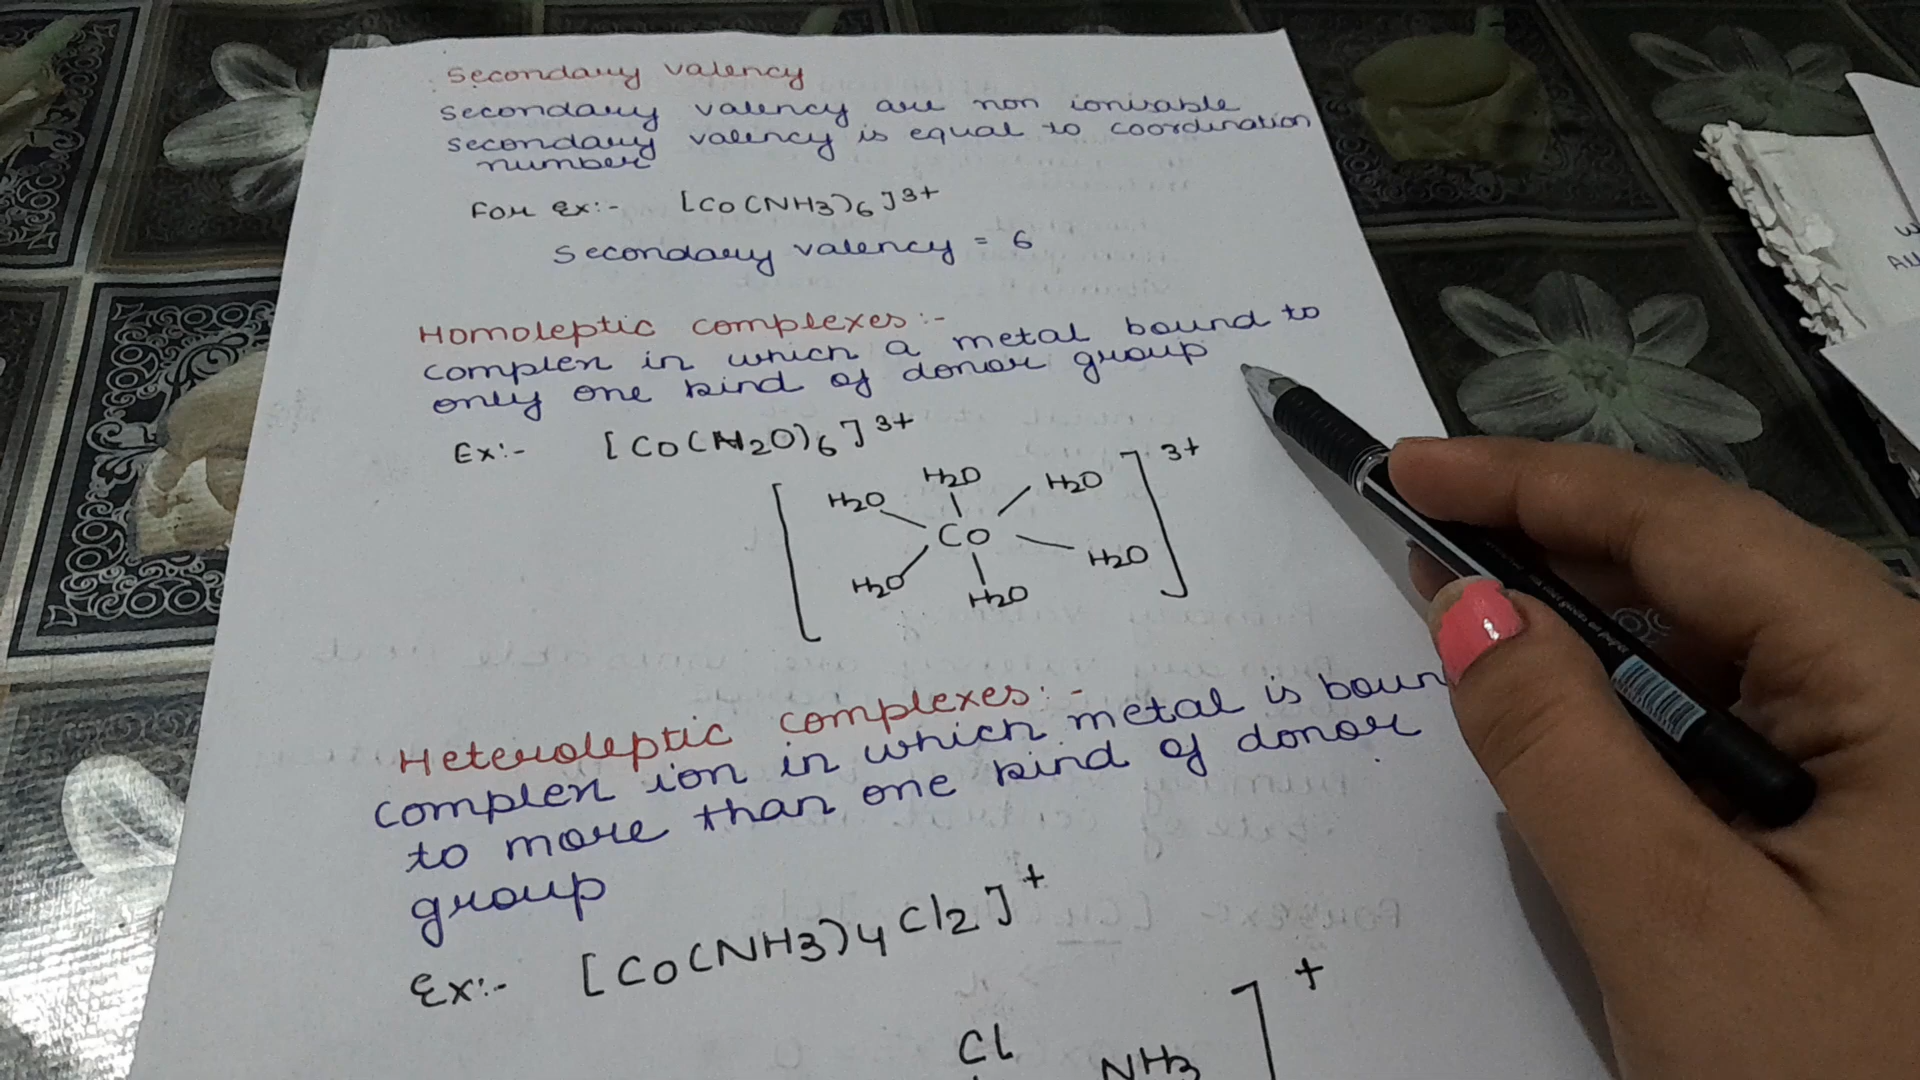 Secondary valency
secondary valency are non ionisable
secondary valency is equal to coordination
number
For Ex:- [Co(NH3)6]3+
Secondary valency = 6
Homoleptic complexes:-
complex in which a metal bound to
only one kind of donor group
Ex:- [Co(H2O)6]3+
H2O H2O H2O 3+
Co
H2O H2O H2O
Heteroleptic complexes:-
complex ion in which metal is boun
to more than one kind of donor
group
Ex:- [Co(NH3)4Cl2]+
+
Cl
NH3